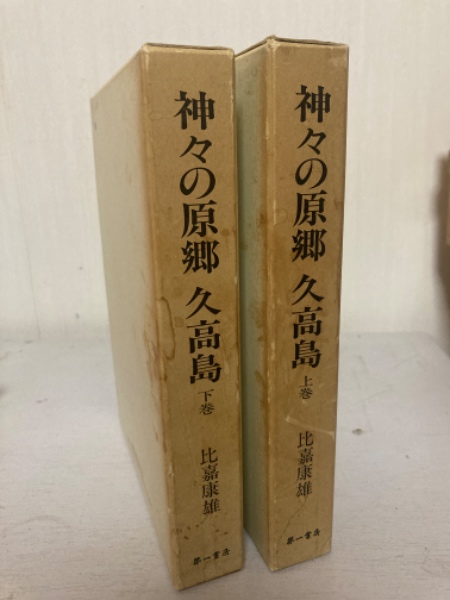 神々の原郷 久高島 上巻
比嘉康雄
第一書房
神々の原郷 久高島 下巻
比嘉康雄
第一書房